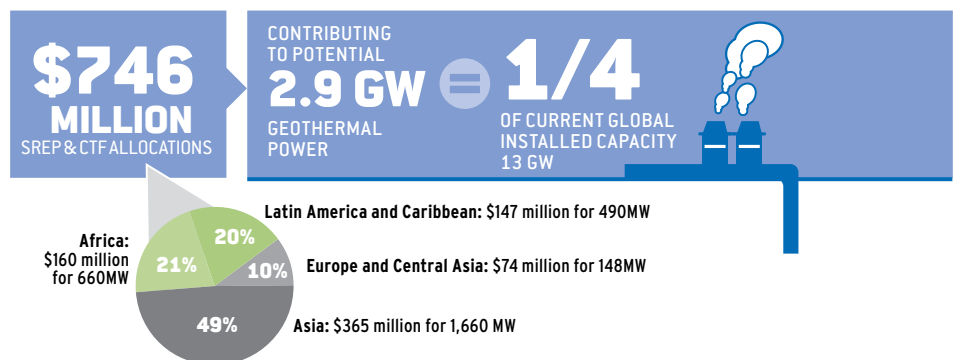 $746
MILLION
SREP & CTF ALLOCATIONS
CONTRIBUTING
TO POTENTIAL
2.9 GW
GEOTHERMAL
POWER
=
1/4
OF CURRENT GLOBAL
INSTALLED CAPACITY
13 GW
Latin America and Caribbean: $147 million for 490MW
Africa:
$160 million
for 660MW
20%
21%
10%
Europe and Central Asia: $74 million for 148MW
49%
Asia: $365 million for 1,660 MW